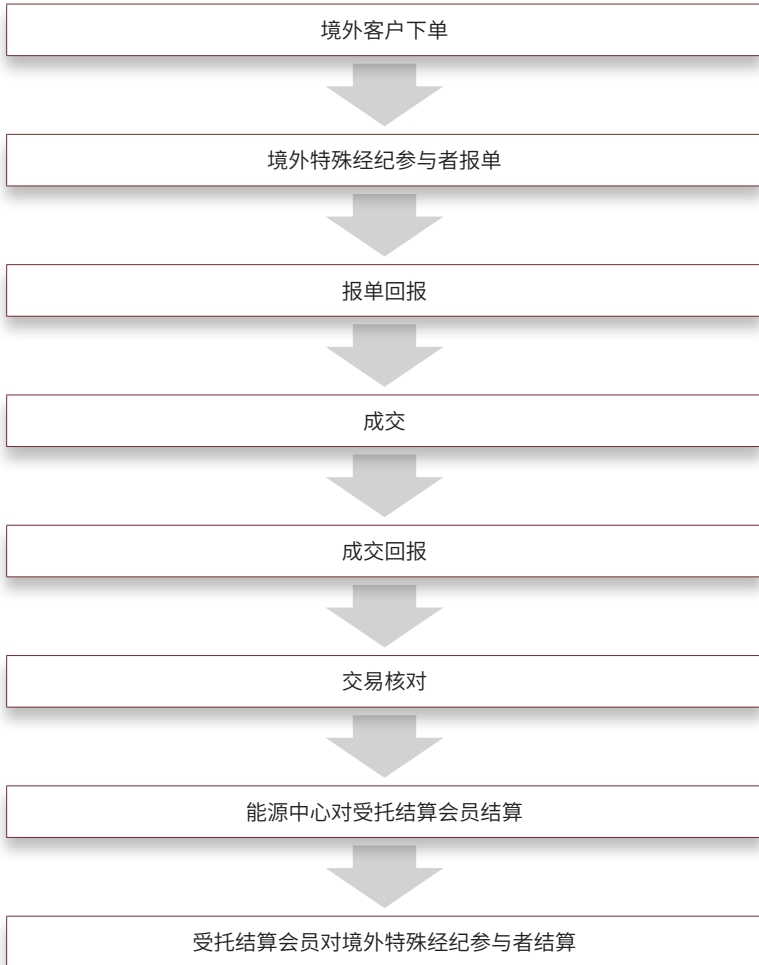 境外客户下单
境外特殊经纪参与者报单
报单回报
成交
成交回报
交易核对
能源中心对受托结算会员结算
受托结算会员对境外特殊经纪参与者结算